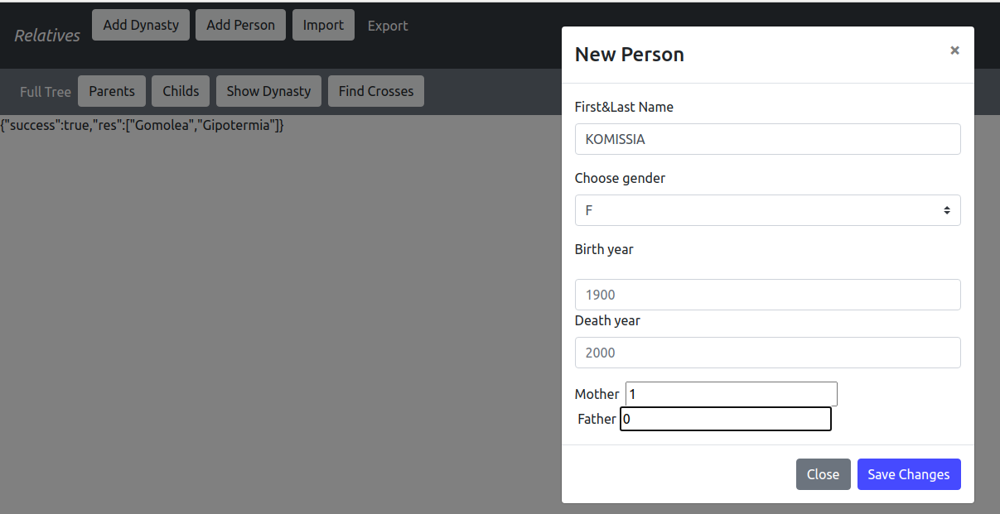 Relatives Add Dynasty Add Person Import Export
Full Tree Parents Childs Show Dynasty Find Crosses
{"success":true,"res":["Gomolea","Gipotermia"]}
New Person ×
First&Last Name
KOMISSIA
Choose gender
F
Birth year
1900
Death year
2000
Mother 1
Father 0
Close Save Changes